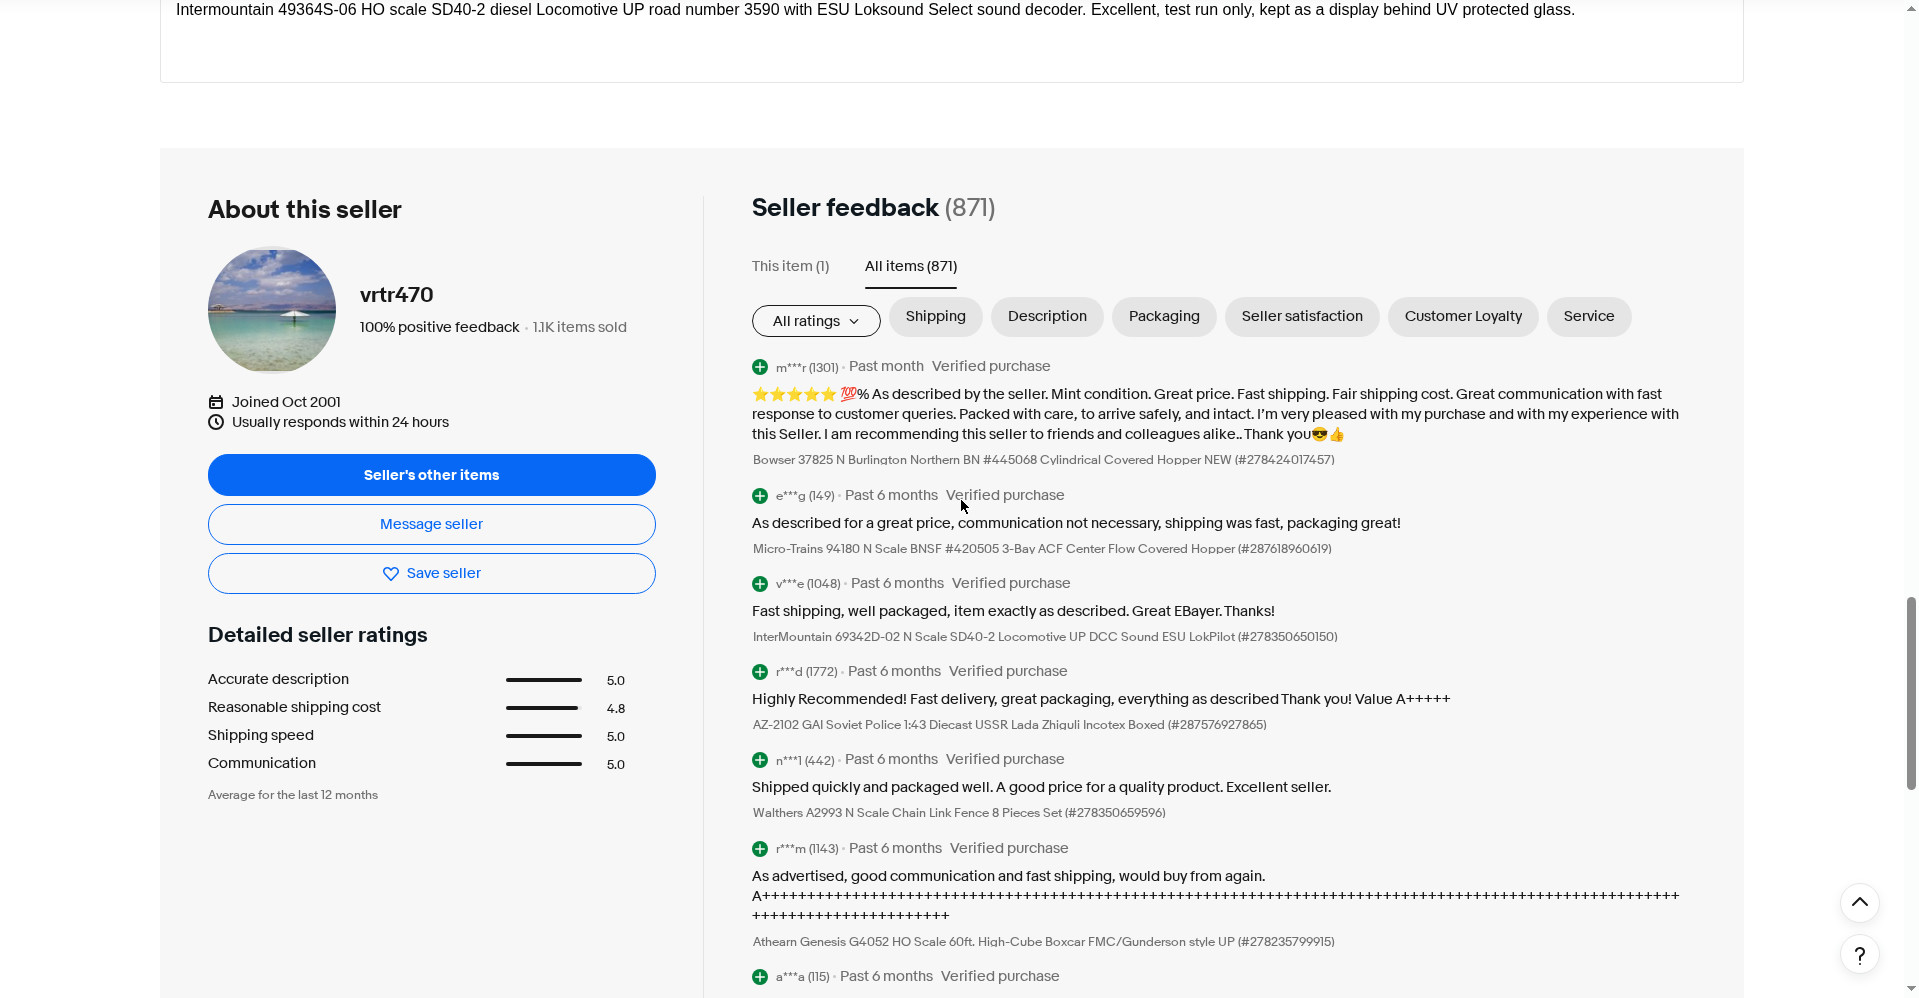 Intermountain 49364S-06 HO scale SD40-2 diesel Locomotive UP road number 3590 with ESU Loksound Select sound decoder. Excellent, test run only, kept as a display behind UV protected glass.
About this seller
vrtr470
100% positive feedback • 1.1K items sold
Joined Oct 2001
Usually responds within 24 hours
Seller's other items
Message seller
Save seller
Detailed seller ratings
Accurate description 5.0
Reasonable shipping cost 4.8
Shipping speed 5.0
Communication 5.0
Average for the last 12 months
Seller feedback (871)
This item (1) All items (871)
All ratings Shipping Description Packaging Seller satisfaction Customer Loyalty Service
m***r (1301) • Past month Verified purchase
⭐⭐⭐⭐⭐ 💯% As described by the seller. Mint condition. Great price. Fast shipping. Fair shipping cost. Great communication with fast
response to customer queries. Packed with care, to arrive safely, and intact. I’m very pleased with my purchase and with my experience with
this Seller. I am recommending this seller to friends and colleagues alike.. Thank you😎👍
Bowser 37825 N Burlington Northern BN #445068 Cylindrical Covered Hopper NEW (#278424017457)
e***g (149) • Past 6 months Verified purchase
As described for a great price, communication not necessary, shipping was fast, packaging great!
Micro-Trains 94180 N Scale BNSF #420505 3-Bay ACF Center Flow Covered Hopper (#287618960619)
v***e (1048) • Past 6 months Verified purchase
Fast shipping, well packaged, item exactly as described. Great EBayer. Thanks!
InterMountain 69342D-02 N Scale SD40-2 Locomotive UP DCC Sound ESU LokPilot (#278350650150)
r***d (1772) • Past 6 months Verified purchase
Highly Recommended! Fast delivery, great packaging, everything as described Thank you! Value A+++++
AZ-2102 GAI Soviet Police 1:43 Diecast USSR Lada Zhiguli Incotex Boxed (#287576927865)
n***1 (442) • Past 6 months Verified purchase
Shipped quickly and packaged well. A good price for a quality product. Excellent seller.
Walthers A2993 N Scale Chain Link Fence 8 Pieces Set (#278350659596)
r***m (1143) • Past 6 months Verified purchase
As advertised, good communication and fast shipping, would buy from again.
A++++++++++++++++++++++++++++++++++++++++++++++++++++++++++++++++++++++++++++++++++++++++++++++++++++++
++++++++++++++++++++++
Athearn Genesis G4052 HO Scale 60ft. High-Cube Boxcar FMC/Gunderson style UP (#278235799915)
a***a (115) • Past 6 months Verified purchase
?